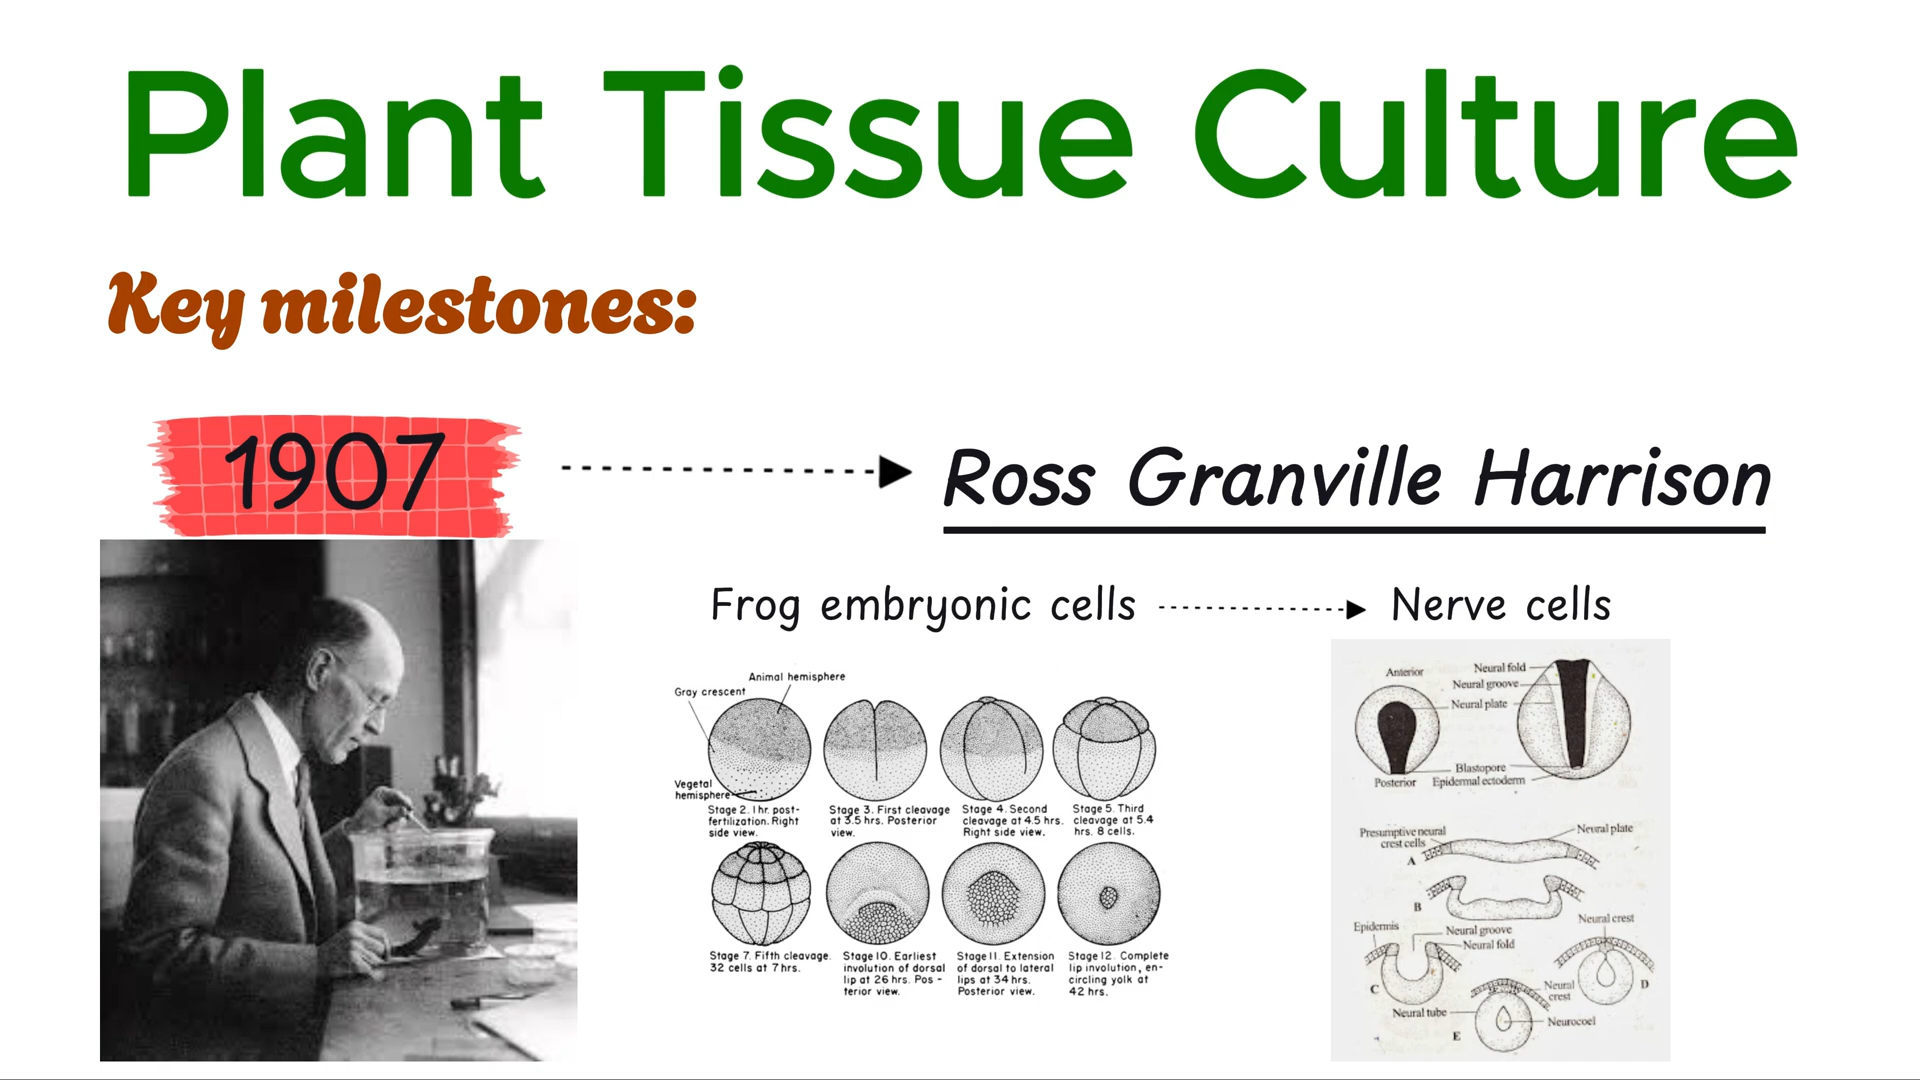 Plant Tissue Culture
Key milestones:
1907
Ross Granville Harrison
Frog embryonic cells
Nerve cells
Animal hemisphere
Gray crescent
Vegetal
hemisphere
Stage 2. 1 hr. post-
fertilization. Right
side view.
Stage 3. First cleavage
at 3.5 hrs. Posterior
view.
Stage 4. Second
cleavage at 4.5 hrs.
Right side view.
Stage 5. Third
cleavage at 5.4
hrs. 8 cells.
Stage 7. Fifth cleavage.
32 cells at 7 hrs.
Stage 10. Earliest
involution of dorsal
lip at 26 hrs. Pos-
terior view.
Stage 11. Extension
of dorsal to lateral
lips at 34 hrs.
Posterior view.
Stage 12. Complete
lip involution, en-
circling yolk at
42 hrs.
Anterior
Neural fold
Neural groove
Neural plate
Blastopore
Posterior
Epidermal ectoderm
Presumptive neural
crest cells
Neural plate
A
B
Epidermis
Neural groove
Neural fold
Neural crest
C
D
Neural
crest
Neural tube
Neurocoel
E